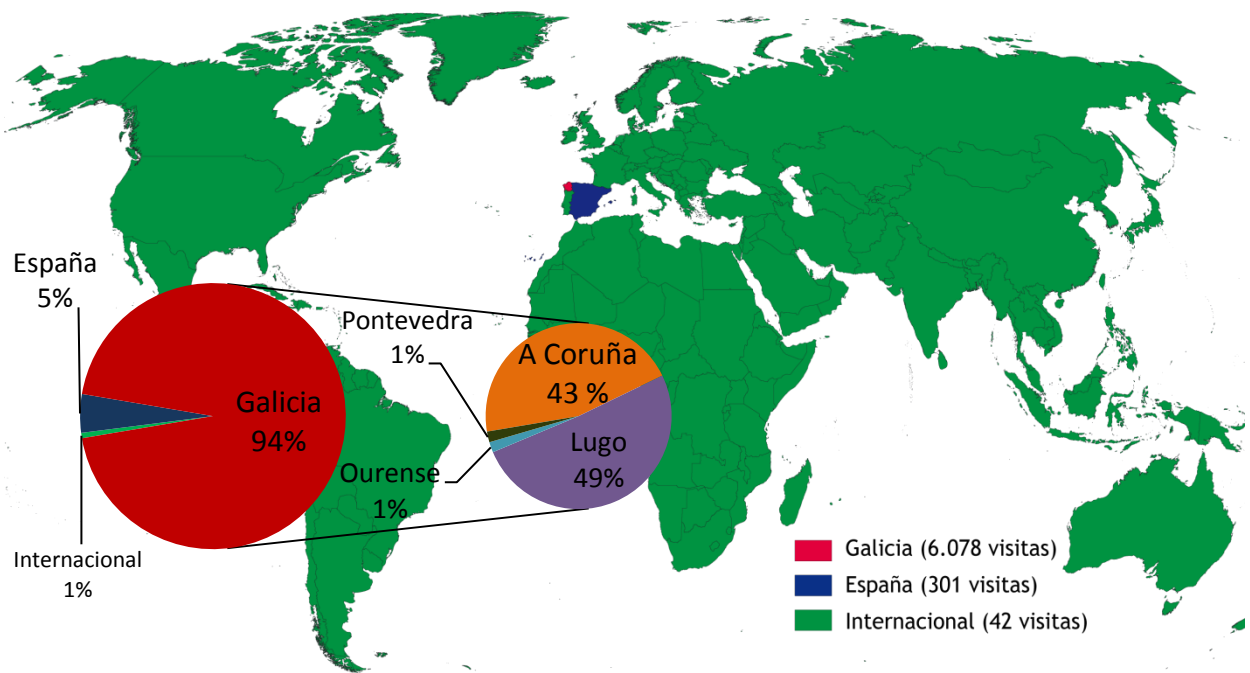 España
5%
Galicia
94%
Internacional
1%
Pontevedra
1%
A Coruña
43 %
Lugo
49%
Ourense
1%
Galicia (6.078 visitas)
España (301 visitas)
Internacional (42 visitas)